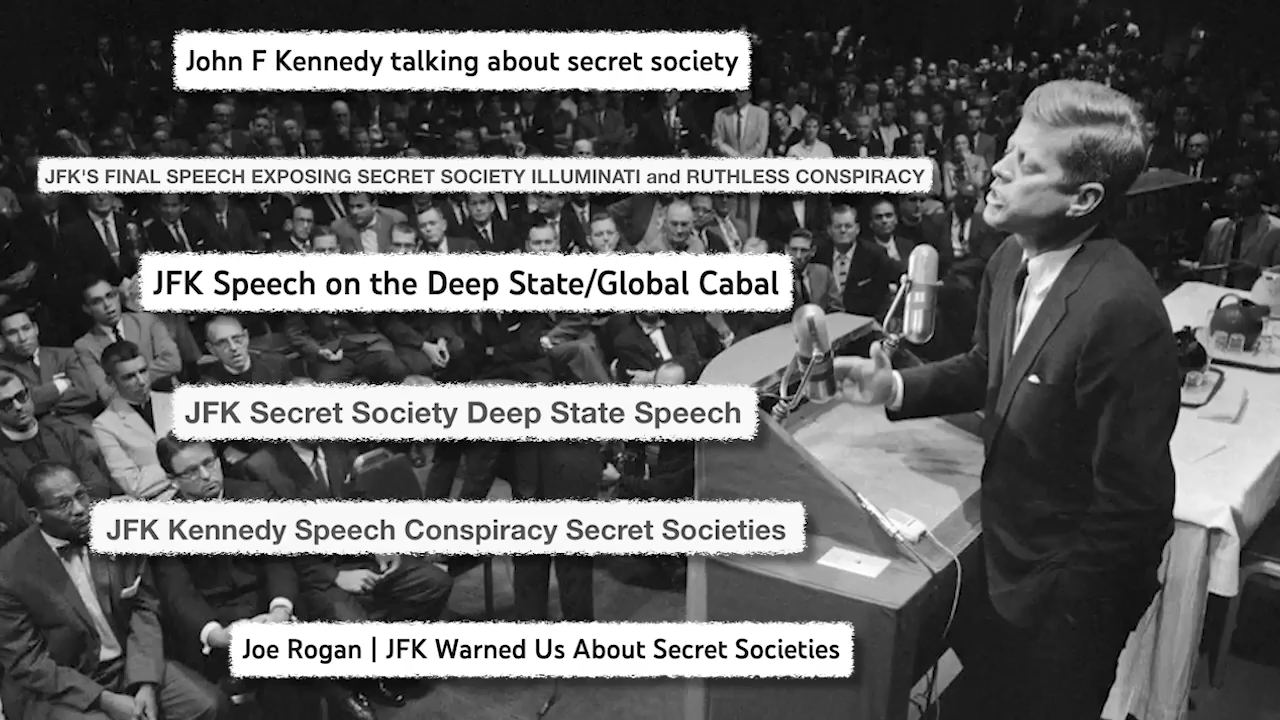 John F Kennedy talking about secret society
JFK'S FINAL SPEECH EXPOSING SECRET SOCIETY ILLUMINATI and RUTHLESS CONSPIRACY
JFK Speech on the Deep State/Global Cabal
JFK Secret Society Deep State Speech
JFK Kennedy Speech Conspiracy Secret Societies
Joe Rogan | JFK Warned Us About Secret Societies